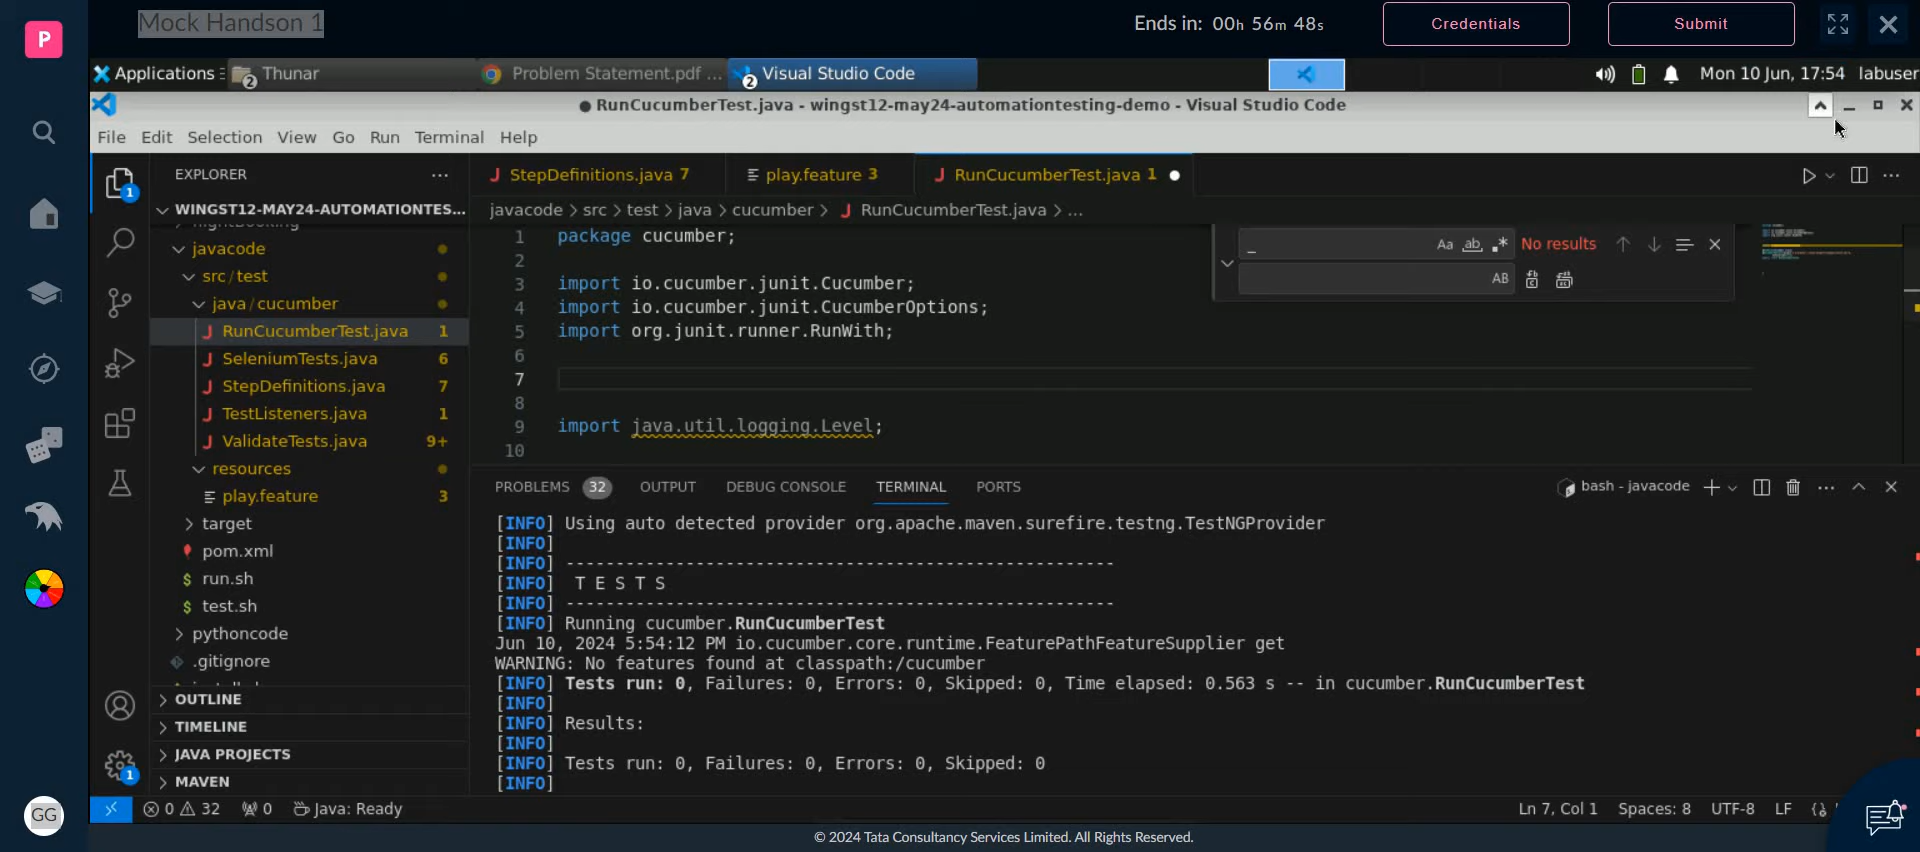 Mock Handson 1
Ends in: 00h 56m 48s
Credentials
Submit
P
Applications
2
Thunar
Problem Statement.pdf ...
2
Visual Studio Code
Mon 10 Jun, 17:54
labuser
● RunCucumberTest.java - wingst12-may24-automationtesting-demo - Visual Studio Code
File Edit Selection View Go Run Terminal Help
1
EXPLORER
WINGST12-MAY24-AUTOMATIONTES...
javacode
src/test
java/cucumber
RunCucumberTest.java 1
SeleniumTests.java 6
StepDefinitions.java 7
TestListeners.java 1
ValidateTests.java 9+
resources
play.feature 3
target
pom.xml
$ run.sh
$ test.sh
pythoncode
.gitignore
OUTLINE
TIMELINE
JAVA PROJECTS
MAVEN
1
GG
StepDefinitions.java 7
play.feature 3
RunCucumberTest.java 1
javacode > src > test > java > cucumber > RunCucumberTest.java > ...
_
Aa ab .* No results
AB
1 package cucumber;
2
3 import io.cucumber.junit.Cucumber;
4 import io.cucumber.junit.CucumberOptions;
5 import org.junit.runner.RunWith;
6
7
8
9 import java.util.logging.Level;
10
PROBLEMS 32 OUTPUT DEBUG CONSOLE TERMINAL PORTS
bash - javacode
[INFO] Using auto detected provider org.apache.maven.surefire.testng.TestNGProvider
[INFO]
[INFO] -------------------------------------------------------
[INFO]  T E S T S
[INFO] -------------------------------------------------------
[INFO] Running cucumber.RunCucumberTest
Jun 10, 2024 5:54:12 PM io.cucumber.core.runtime.FeaturePathFeatureSupplier get
WARNING: No features found at classpath:/cucumber
[INFO] Tests run: 0, Failures: 0, Errors: 0, Skipped: 0, Time elapsed: 0.563 s -- in cucumber.RunCucumberTest
[INFO]
[INFO] Results:
[INFO]
[INFO] Tests run: 0, Failures: 0, Errors: 0, Skipped: 0
[INFO]
0 32 0 Java: Ready
Ln 7, Col 1 Spaces: 8 UTF-8 LF {}
© 2024 Tata Consultancy Services Limited. All Rights Reserved.